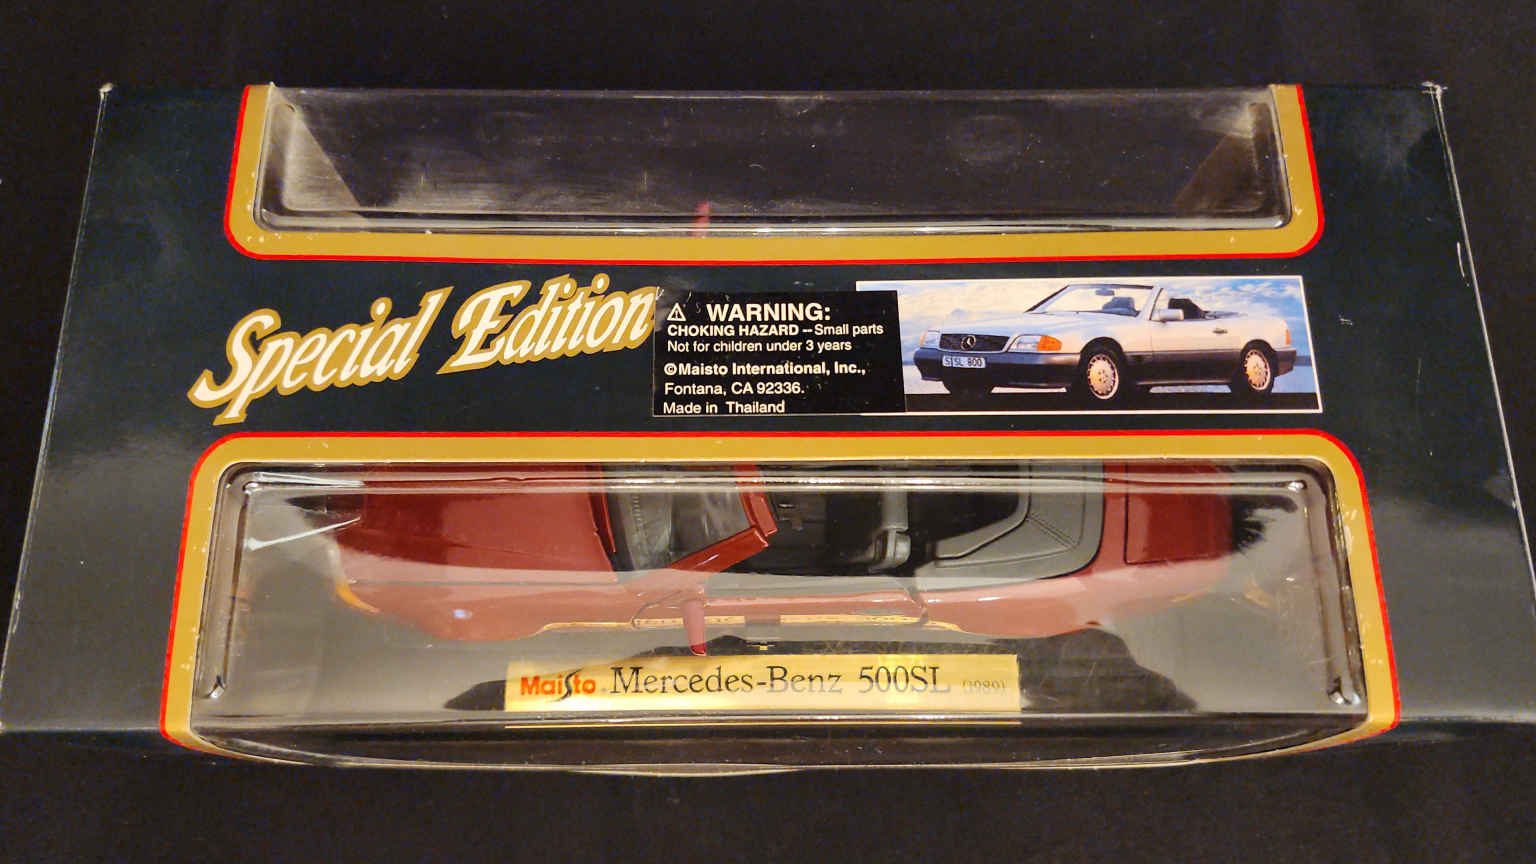 Special Edition
⚠ WARNING:
CHOKING HAZARD -- Small parts
Not for children under 3 years
©Maisto International, Inc.,
Fontana, CA 92336.
Made in Thailand
Maisto Mercedes-Benz 500SL (1989)